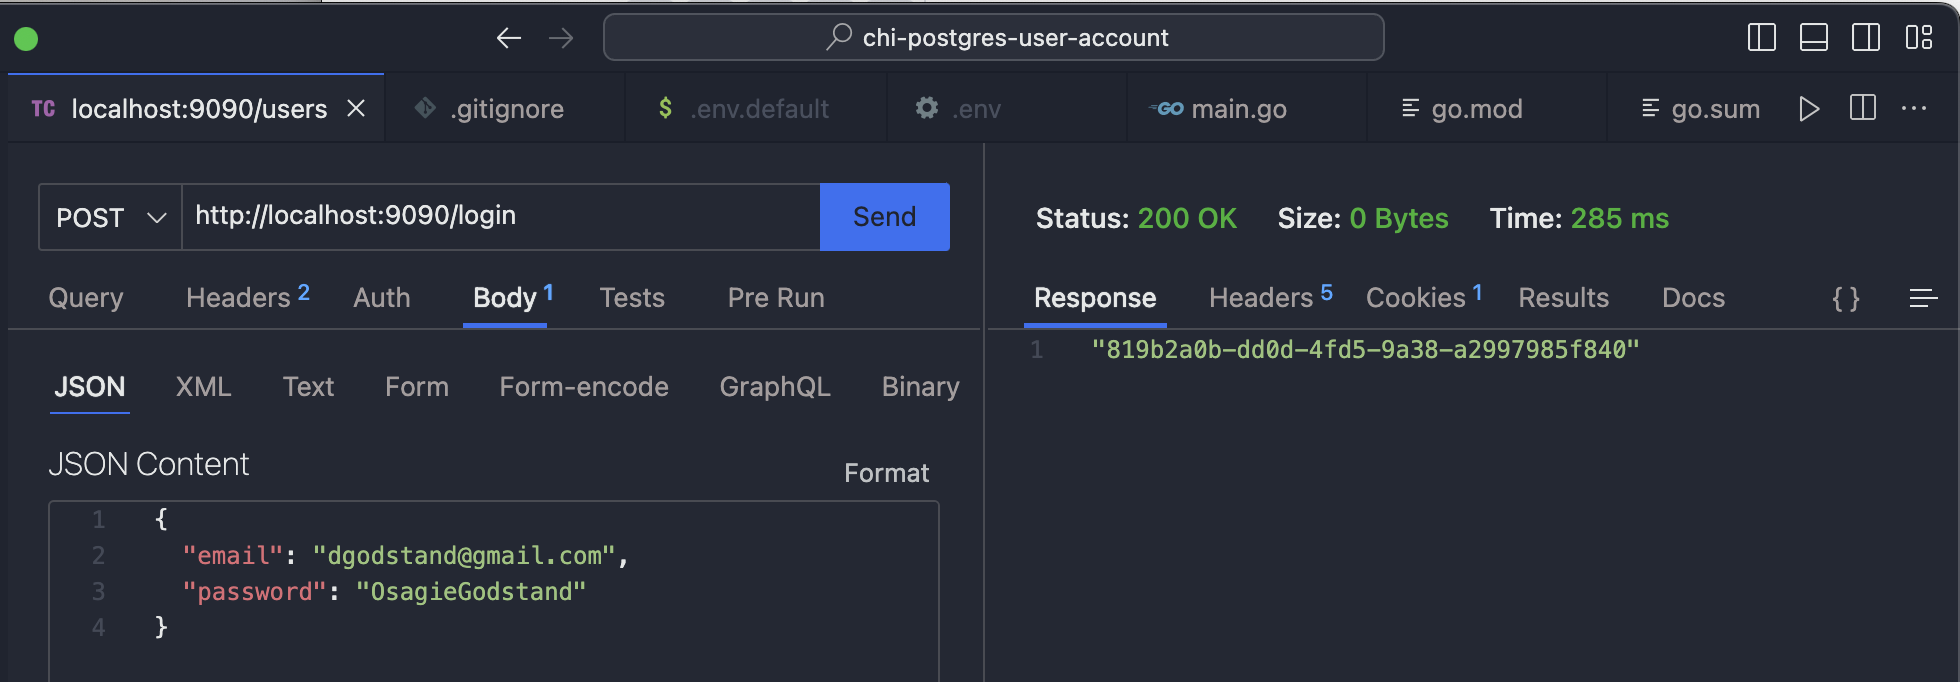 chi-postgres-user-account
TC localhost:9090/users .gitignore $ .env.default .env GO main.go go.mod go.sum
POST http://localhost:9090/login Send
Query Headers 2 Auth Body 1 Tests Pre Run
JSON XML Text Form Form-encode GraphQL Binary
JSON Content
Format
1 {
2 "email": "dgodstand@gmail.com",
3 "password": "OsagieGodstand"
4 }
Status: 200 OK Size: 0 Bytes Time: 285 ms
Response Headers 5 Cookies 1 Results Docs {}
1 "819b2a0b-dd0d-4fd5-9a38-a2997985f840"